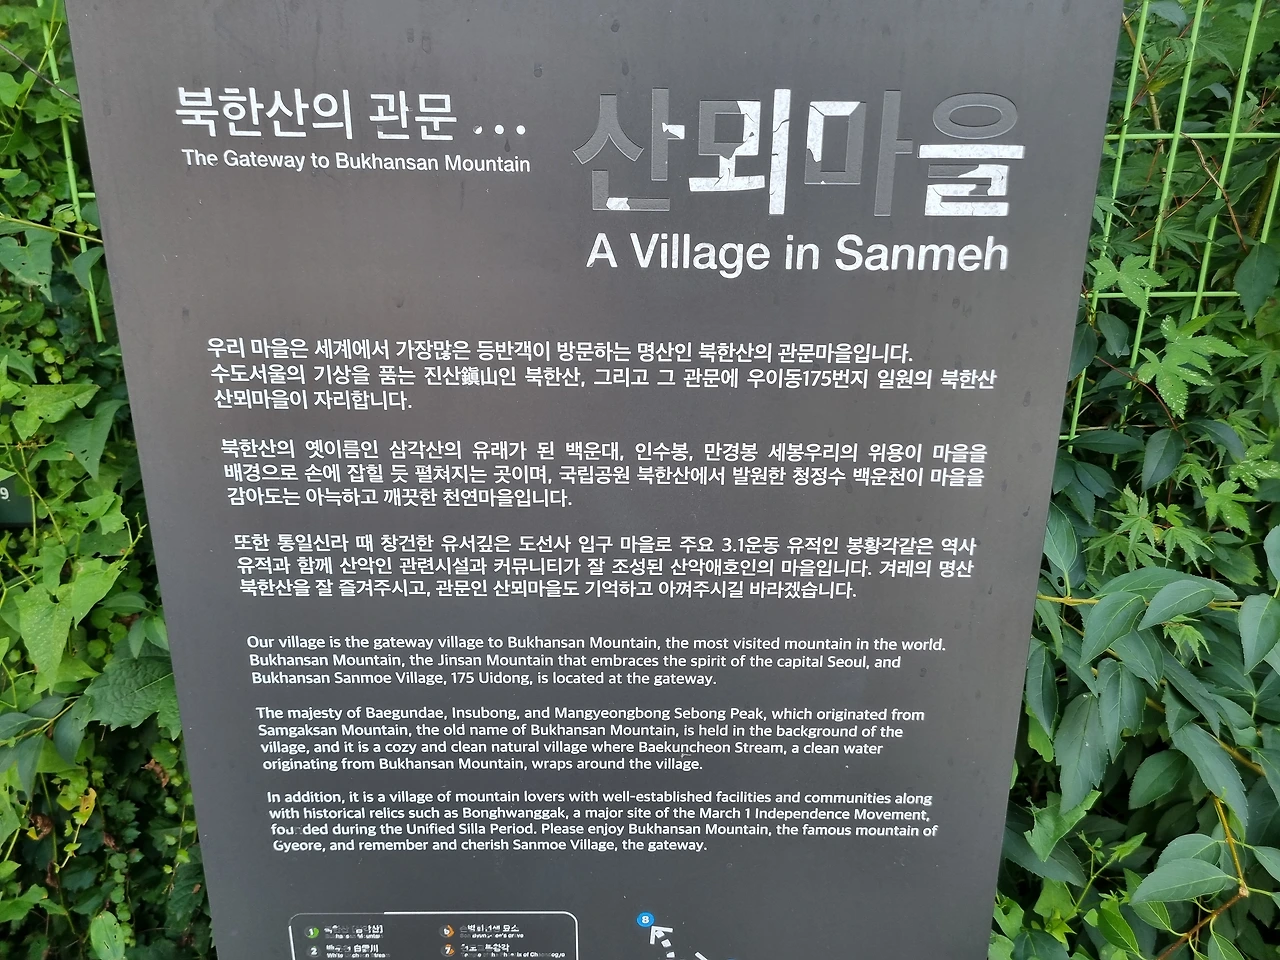 북한산의 관문 ...
The Gateway to Bukhansan Mountain
산뫼마을
A Village in Sanmeh
우리 마을은 세계에서 가장많은 등반객이 방문하는 명산인 북한산의 관문마을입니다.
수도서울의 기상을 품는 진산鎭山인 북한산, 그리고 그 관문에 우이동175번지 일원의 북한산
산뫼마을이 자리합니다.
북한산의 옛이름인 삼각산의 유래가 된 백운대, 인수봉, 만경봉 세봉우리의 위용이 마을을
배경으로 손에 잡힐 듯 펼쳐지는 곳이며, 국립공원 북한산에서 발원한 청정수 백운천이 마을을
감아도는 아늑하고 깨끗한 천연마을입니다.
또한 통일신라 때 창건한 유서깊은 도선사 입구 마을로 주요 3.1운동 유적인 봉황각같은 역사
유적과 함께 산악인 관련시설과 커뮤니티가 잘 조성된 산악애호인의 마을입니다. 겨레의 명산
북한산을 잘 즐겨주시고, 관문인 산뫼마을도 기억하고 아껴주시길 바라겠습니다.
Our village is the gateway village to Bukhansan Mountain, the most visited mountain in the world.
Bukhansan Mountain, the Jinsan Mountain that embraces the spirit of the capital Seoul, and
Bukhansan Sanmoe Village, 175 Uidong, is located at the gateway.
The majesty of Baegundae, Insubong, and Mangyeongbong Sebong Peak, which originated from
Samgaksan Mountain, the old name of Bukhansan Mountain, is held in the background of the
village, and it is a cozy and clean natural village where Baekuncheon Stream, a clean water
originating from Bukhansan Mountain, wraps around the village.
In addition, it is a village of mountain lovers with well-established facilities and communities along
with historical relics such as Bonghwanggak, a major site of the March 1 Independence Movement,
founded during the Unified Silla Period. Please enjoy Bukhansan Mountain, the famous mountain of
Gyeore, and remember and cherish Sanmoe Village, the gateway.
8
1
6
2
7
9